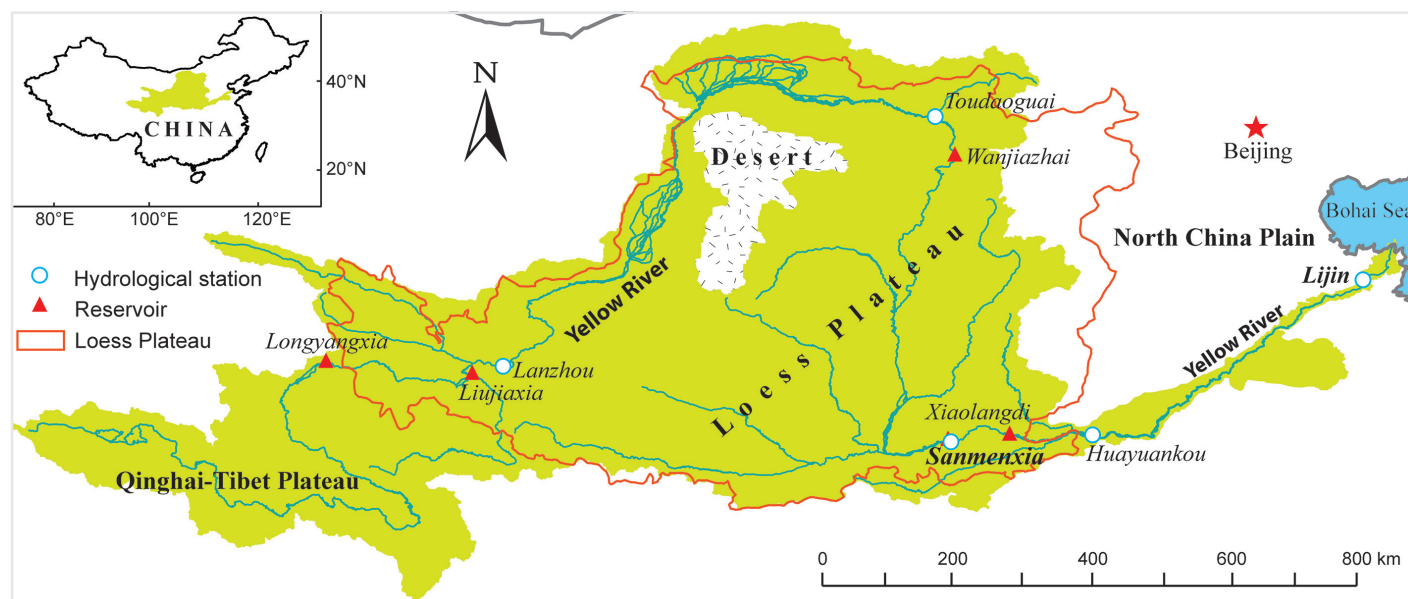 40°N
CHINA
20°N
80°E
100°E
120°E
N
Toudaoguai
Beijing
Desert
Wanjiazhai
Bohai Sea
North China Plain
Lijin
Hydrological station
Reservoir
Loess Plateau
Yellow River
Loess Plateau
Yellow River
Longyangxia
Lanzhou
Liujiaxia
Xiaolangdi
Sanmenxia
Huayuankou
Qinghai-Tibet Plateau
0 200 400 600 800 km